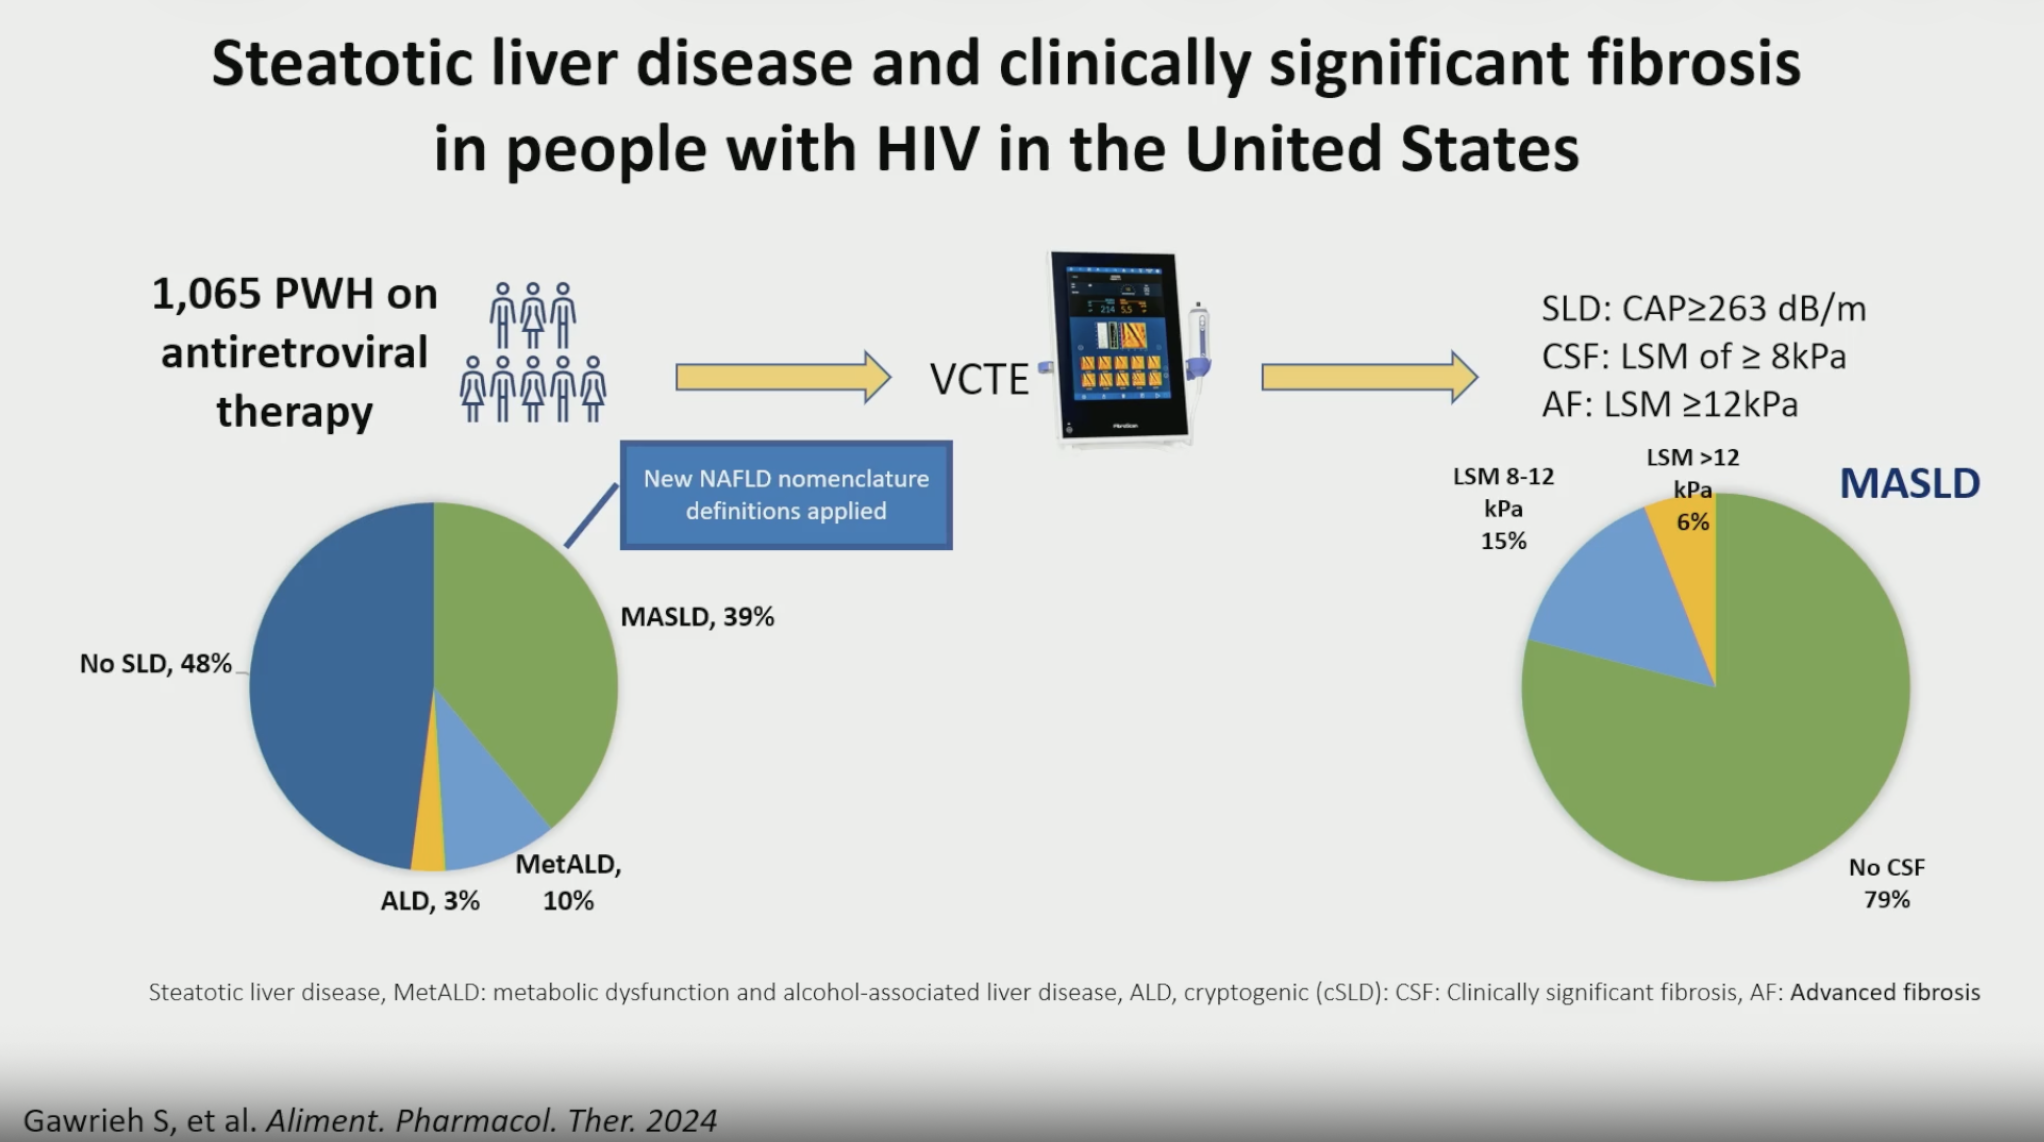 Steatotic liver disease and clinically significant fibrosis
in people with HIV in the United States
1,065 PWH on
antiretroviral
therapy
VCTE
214 5.5
FibroScan
SLD: CAP≥263 dB/m
CSF: LSM of ≥ 8kPa
AF: LSM ≥12kPa
New NAFLD nomenclature
definitions applied
MASLD, 39%
No SLD, 48%
MetALD,
10%
ALD, 3%
MASLD
LSM 8-12
kPa
15%
LSM >12
kPa
6%
No CSF
79%
Steatotic liver disease, MetALD: metabolic dysfunction and alcohol-associated liver disease, ALD, cryptogenic (cSLD): CSF: Clinically significant fibrosis, AF: Advanced fibrosis
Gawrieh S, et al. Aliment. Pharmacol. Ther. 2024